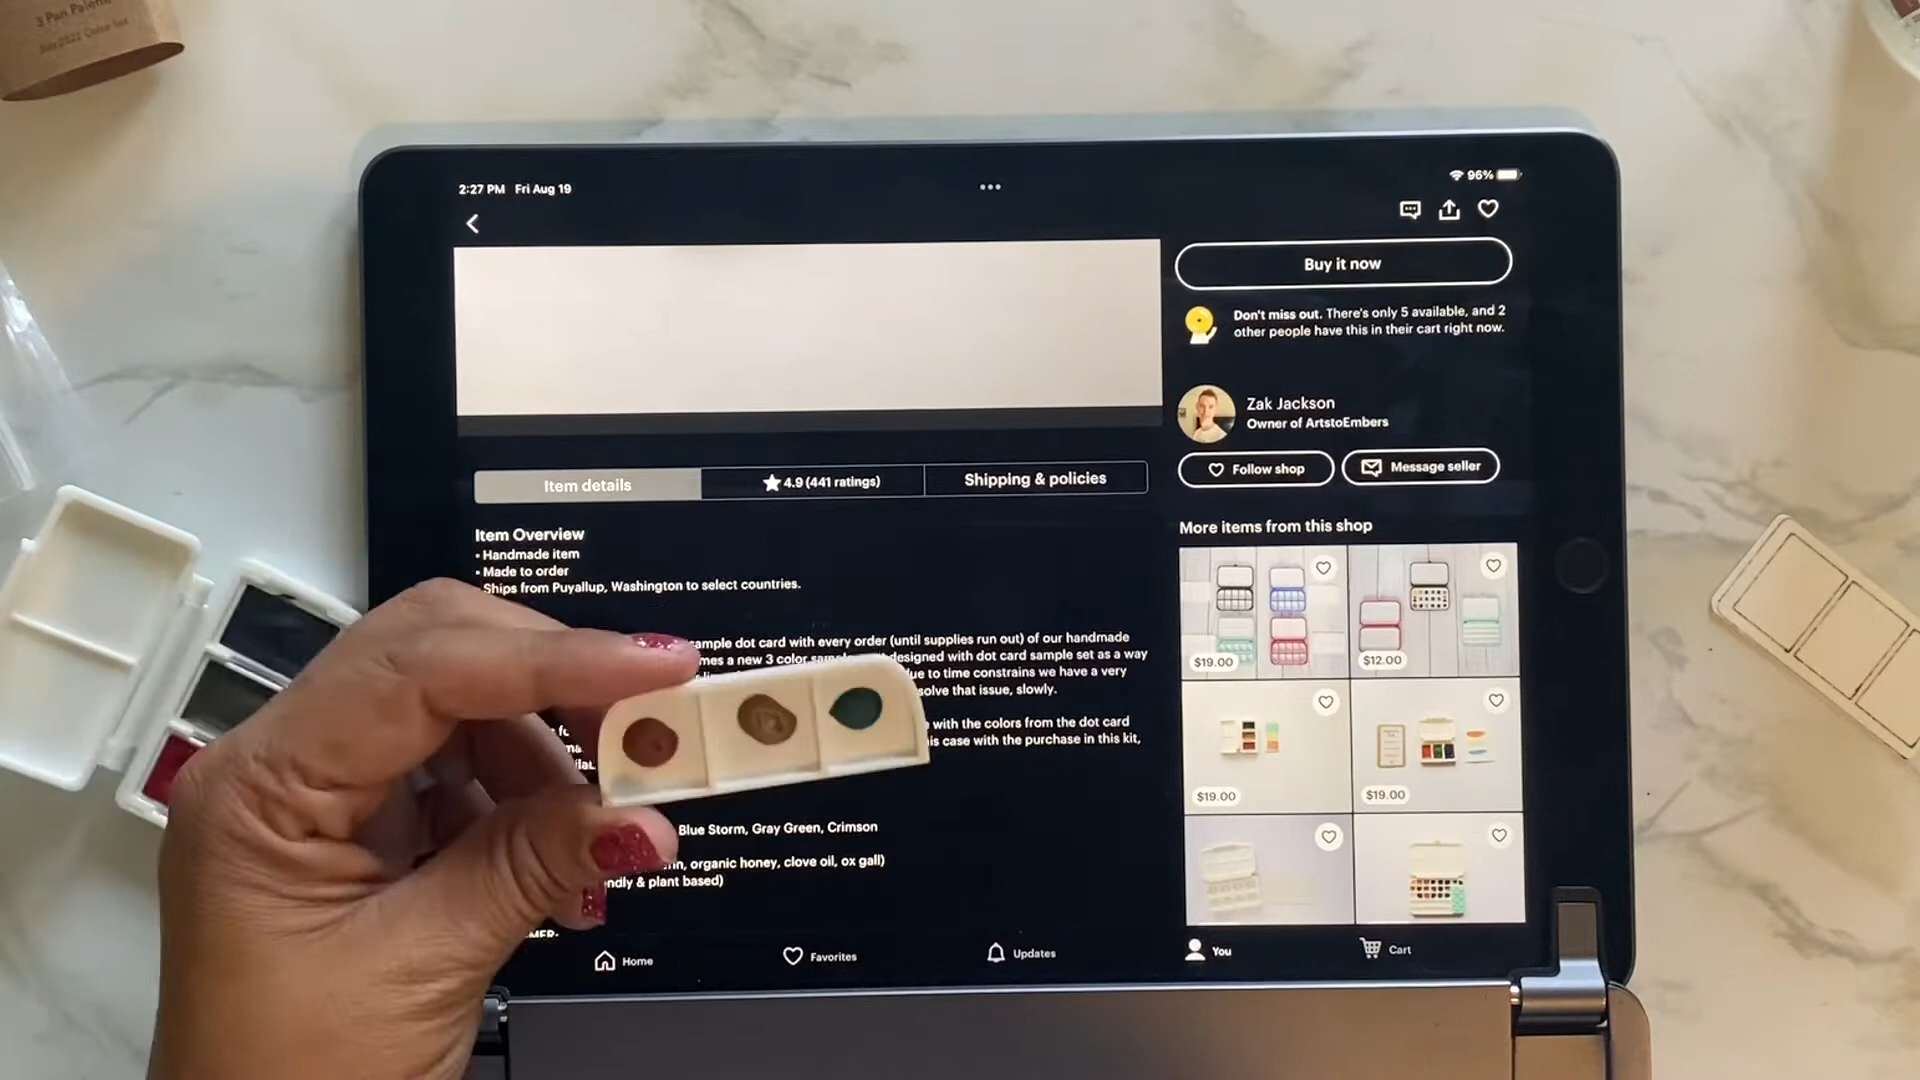 3 Pan Palette
2:27 PM Fri Aug 19
96%
Buy it now
Don't miss out. There's only 5 available, and 2
other people have this in their cart right now.
Zak Jackson
Owner of ArtstoEmbers
Follow shop
Message seller
Item details
4.9 (441 ratings)
Shipping & policies
Item Overview
• Handmade item
• Made to order
Ships from Puyallup, Washington to select countries.
sample dot card with every order (until supplies run out) of our handmade
a new 3 color designed with dot card sample set as a way
to time constrains we have a very
solve that issue, slowly.
with the colors from the dot card
case with the purchase in this kit,
Blue Storm, Gray Green, Crimson
organic honey, clove oil, ox gall)
& plant based)
More items from this shop
$19.00
$12.00
$19.00
$19.00
Home
Favorites
Updates
You
Cart